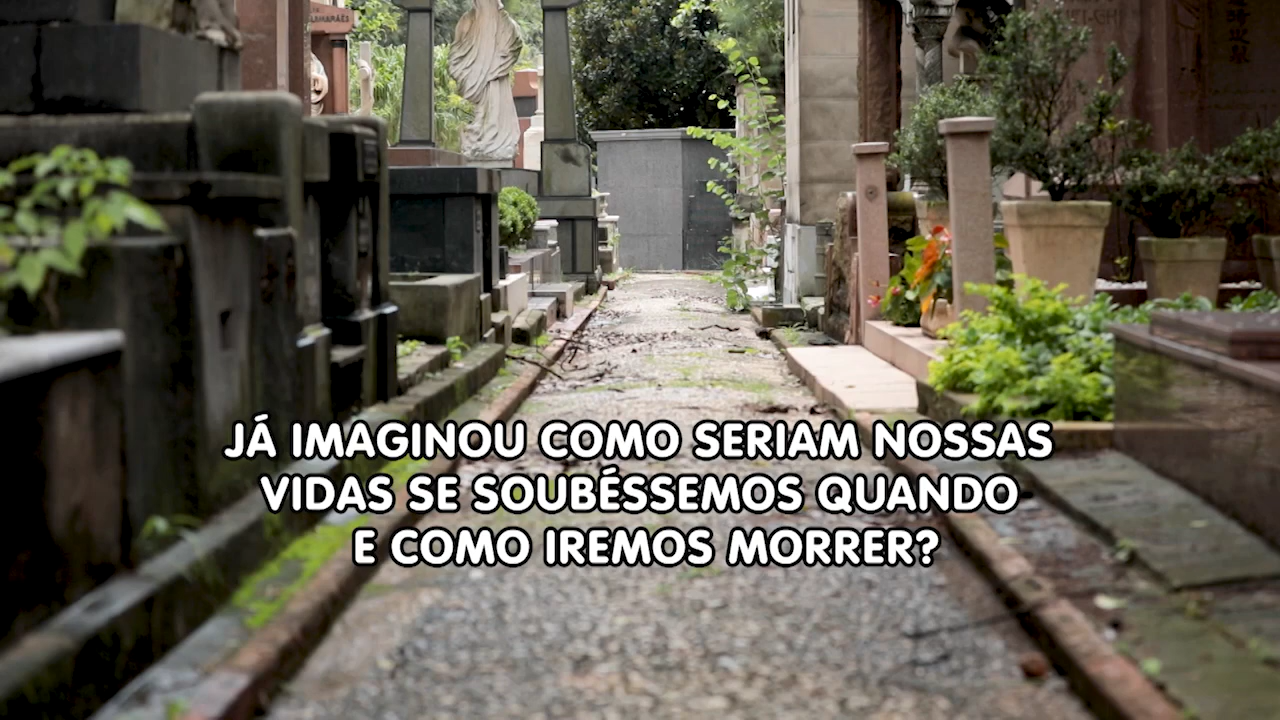 JÁ IMAGINOU COMO SERIAM NOSSAS
VIDAS SE SOUBÉSSEMOS QUANDO
E COMO IREMOS MORRER?